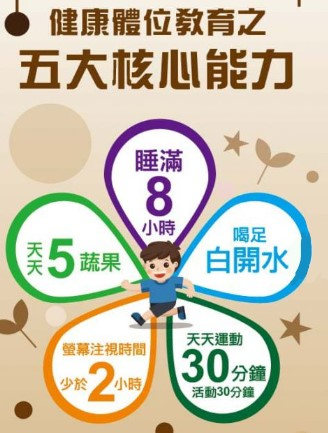 健康體位教育之
五大核心能力
睡滿
8
小時
天天5蔬果
喝足
白開水
螢幕注視時間
少於2小時
天天運動
30分鐘
活動30分鐘